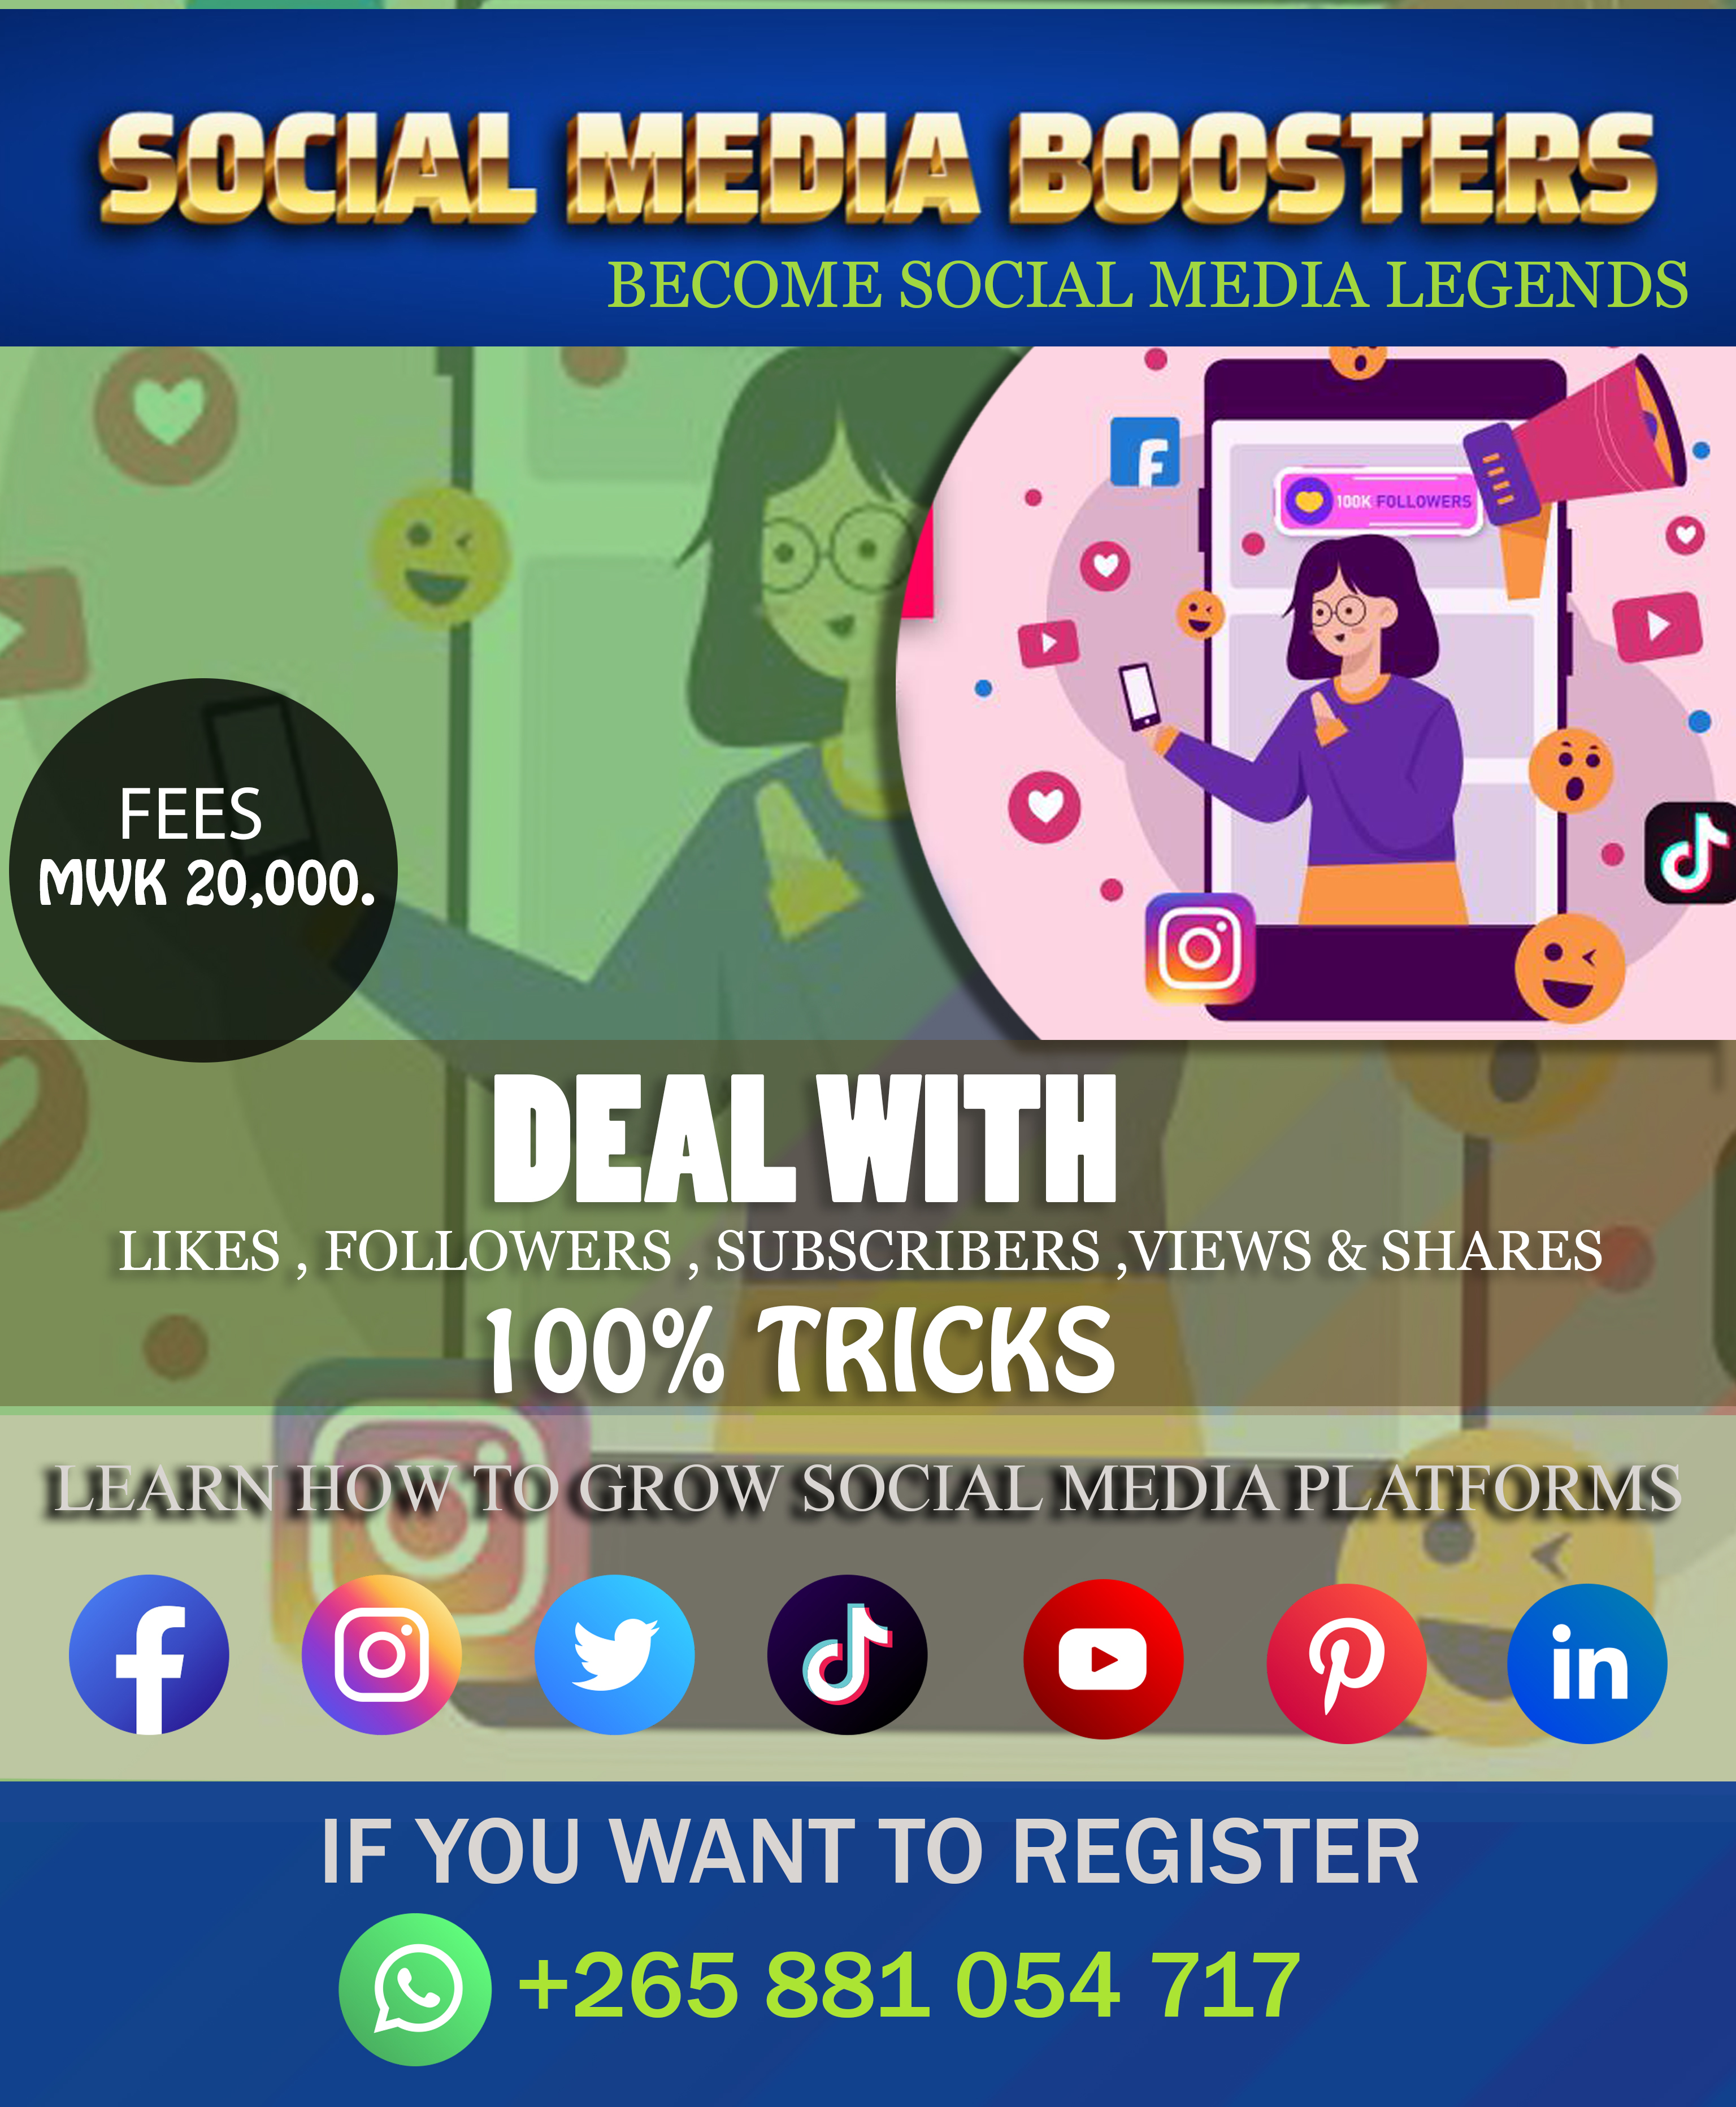 SOCIAL MEDIA BOOSTERS
BECOME SOCIAL MEDIA LEGENDS
100K FOLLOWERS
FEES
MWK 20,000.
DEAL WITH
LIKES , FOLLOWERS , SUBSCRIBERS ,VIEWS & SHARES
100% TRICKS
LEARN HOW TO GROW SOCIAL MEDIA PLATFORMS
in
IF YOU WANT TO REGISTER
+265 881 054 717